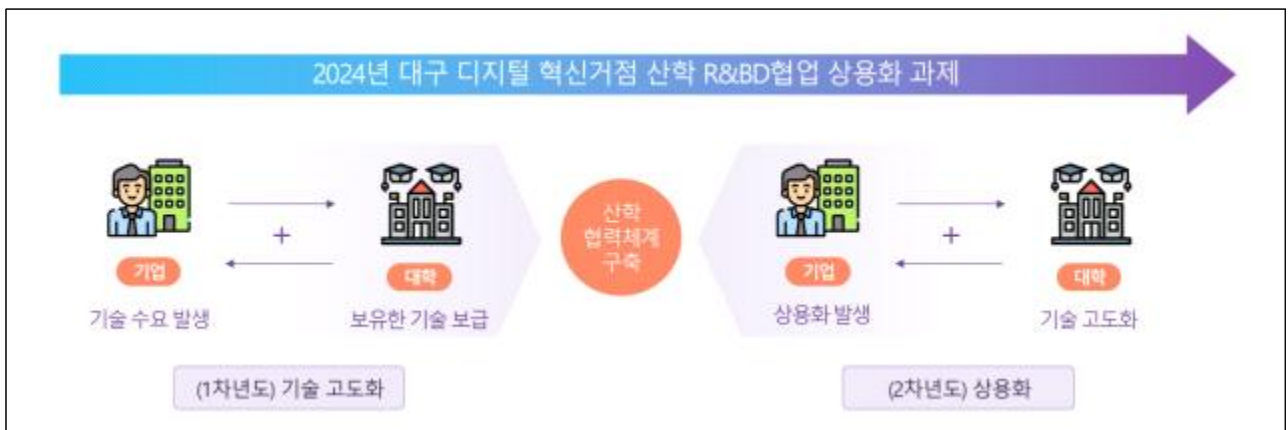 2024년 대구 디지털 혁신거점 산학 R&BD협업 상용화 과제
기업
기술 수요 발생
+
대학
보유한 기술 보급
(1차년도) 기술 고도화
산학
협력체계
구축
기업
상용화 발생
+
대학
기술 고도화
(2차년도) 상용화